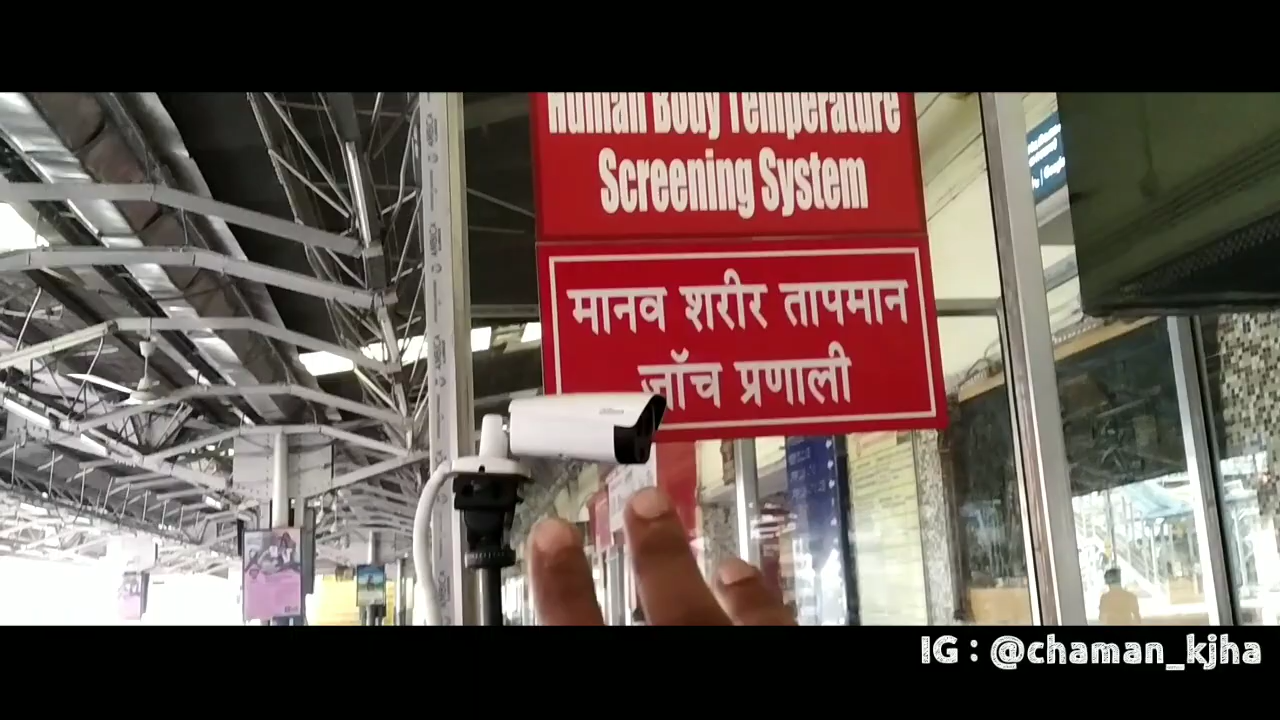 Human Body Temperature
Screening System
मानव शरीर तापमान
जॉच प्रणाली
IG : @chaman_kjha